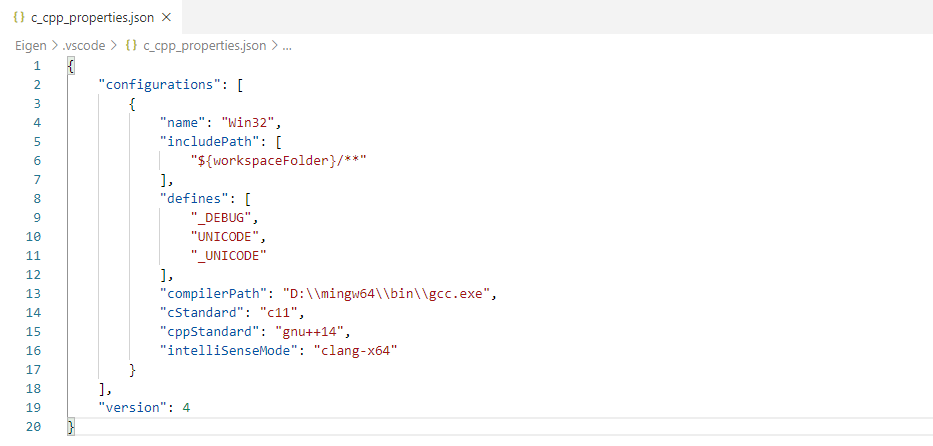 {} c_cpp_properties.json ×
Eigen > .vscode > {} c_cpp_properties.json > ...
1 {
2     "configurations": [
3         {
4             "name": "Win32",
5             "includePath": [
6                 "${workspaceFolder}/**"
7             ],
8             "defines": [
9                 "_DEBUG",
10                 "UNICODE",
11                 "_UNICODE"
12             ],
13             "compilerPath": "D:\\mingw64\\bin\\gcc.exe",
14             "cStandard": "c11",
15             "cppStandard": "gnu++14",
16             "intelliSenseMode": "clang-x64"
17         }
18     ],
19     "version": 4
20 }